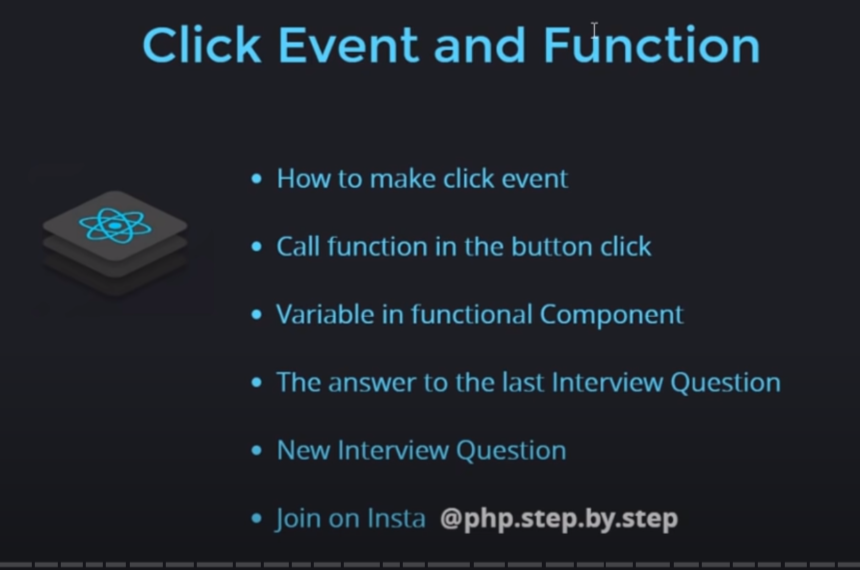 Click Event and Function
How to make click event
Call function in the button click
Variable in functional Component
The answer to the last Interview Question
New Interview Question
Join on Insta @php.step.by.step